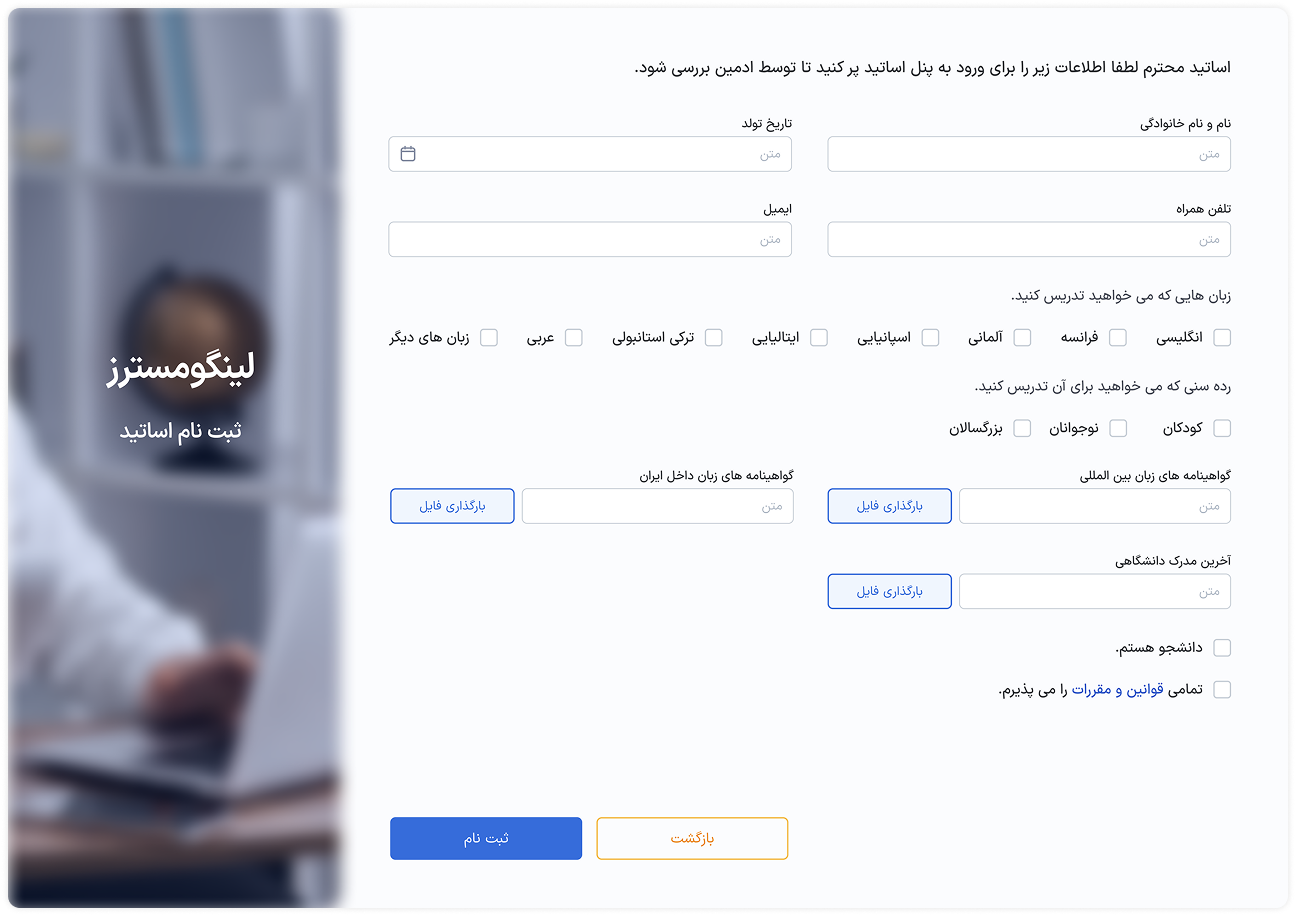 اساتید محترم لطفا اطلاعات زیر را برای ورود به پنل اساتید پر کنید تا توسط ادمین بررسی شود.
نام و نام خانوادگی
متن
تاریخ تولد
متن
تلفن همراه
متن
ایمیل
متن
زبان هایی که می خواهید تدریس کنید.
انگلیسی فرانسه آلمانی اسپانیایی ایتالیایی ترکی استانبولی عربی زبان های دیگر
رده سنی که می خواهید برای آن تدریس کنید.
کودکان نوجوانان بزرگسالان
گواهینامه های زبان بین المللی
متن بارگذاری فایل
گواهینامه های زبان داخل ایران
متن بارگذاری فایل
آخرین مدرک دانشگاهی
متن بارگذاری فایل
دانشجو هستم.
تمامی قوانین و مقررات را می پذیرم.
بازگشت
ثبت نام
لینگومسترز
ثبت نام اساتید